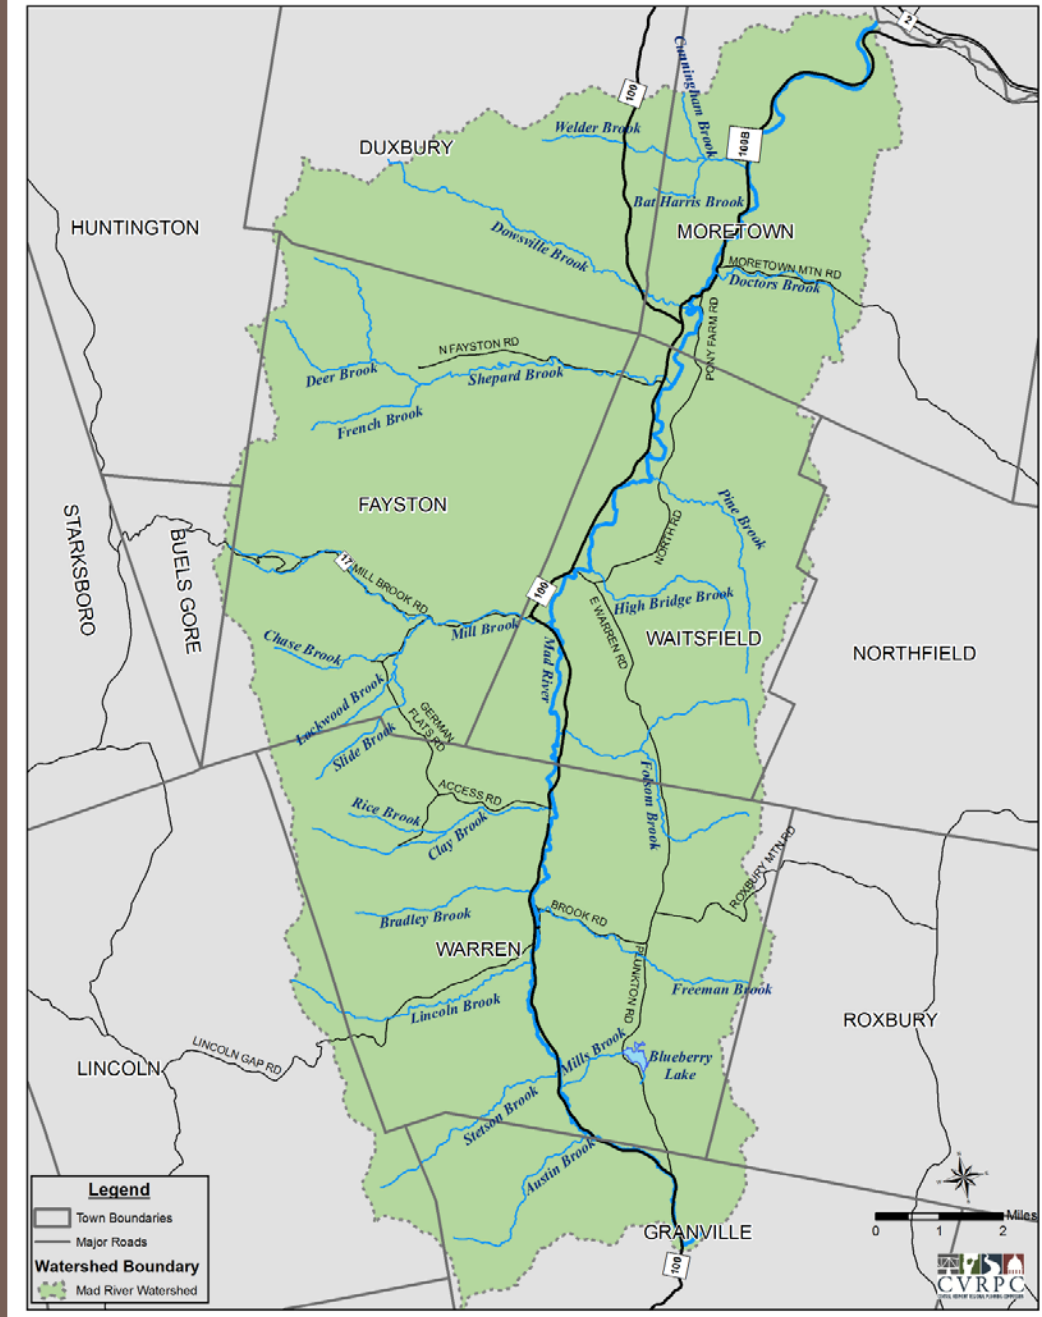 2
Cunningham Brook
100
Welder Brook
100B
DUXBURY
Bat Harris Brook
HUNTINGTON
MORETOWN
Dowsville Brook
MORETOWN MTN RD
Doctors Brook
PONY FARM RD
N FAYSTON RD
Deer Brook
Shepard Brook
French Brook
FAYSTON
Pine Brook
STARKSBORO
BUELS GORE
NORTH RD
17
MILL BROOK RD
100
High Bridge Brook
E WARREN RD
Mill Brook
Chase Brook
WAITSFIELD
NORTHFIELD
Mad River
Lockwood Brook
GERMAN
FLATS RD
Slide Brook
Folsom Brook
ACCESS RD
Rice Brook
Clay Brook
ROXBURY MTN RD
Bradley Brook
BROOK RD
WARREN
PLUNKTON RD
Freeman Brook
Lincoln Brook
ROXBURY
LINCOLN GAP RD
LINCOLN
Mills Brook
Blueberry
Lake
Stetson Brook
Austin Brook
Legend
Town Boundaries
Major Roads
Watershed Boundary
Mad River Watershed
GRANVILLE
100
Miles
0 1 2
CVRPC